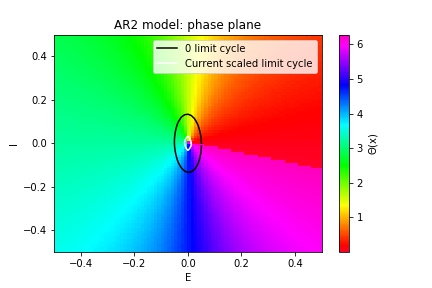 AR2 model: phase plane
0 limit cycle
Current scaled limit cycle
0.4
0.2
0.0
−0.2
−0.4
I
−0.4 −0.2 0.0 0.2 0.4
E
6
5
4
3
2
1
Θ(x)